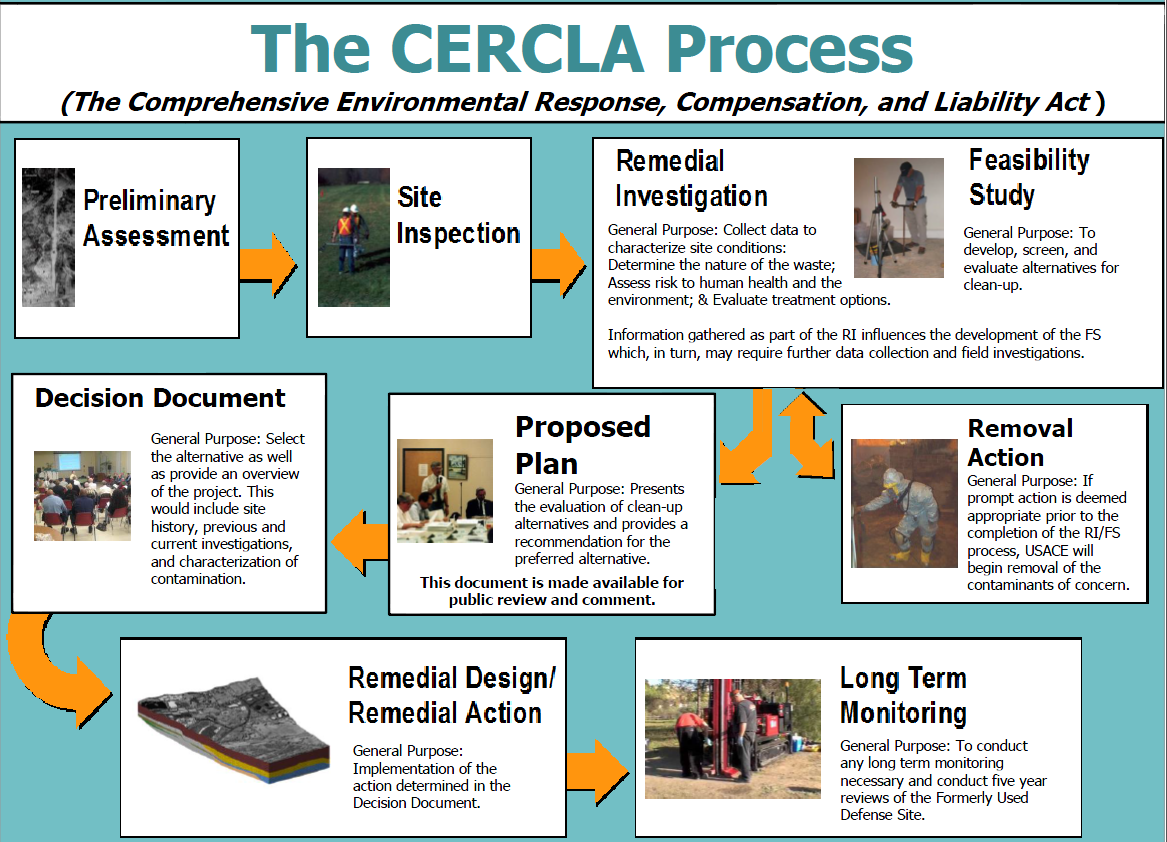 The CERCLA Process
(The Comprehensive Environmental Response, Compensation, and Liability Act )
Preliminary
Assessment
Site
Inspection
Remedial
Investigation
General Purpose: Collect data to
characterize site conditions:
Determine the nature of the waste;
Assess risk to human health and the
environment; & Evaluate treatment options.
Feasibility
Study
General Purpose: To
develop, screen, and
evaluate alternatives for
clean-up.
Information gathered as part of the RI influences the development of the FS
which, in turn, may require further data collection and field investigations.
Removal
Action
General Purpose: If
prompt action is deemed
appropriate prior to the
completion of the RI/FS
process, USACE will
begin removal of the
contaminants of concern.
Proposed
Plan
General Purpose: Presents
the evaluation of clean-up
alternatives and provides a
recommendation for the
preferred alternative.
This document is made available for
public review and comment.
Decision Document
General Purpose: Select
the alternative as well
as provide an overview
of the project. This
would include site
history, previous and
current investigations,
and characterization of
contamination.
Remedial Design/
Remedial Action
General Purpose:
Implementation of the
action determined in the
Decision Document.
Long Term
Monitoring
General Purpose: To conduct
any long term monitoring
necessary and conduct five year
reviews of the Formerly Used
Defense Site.